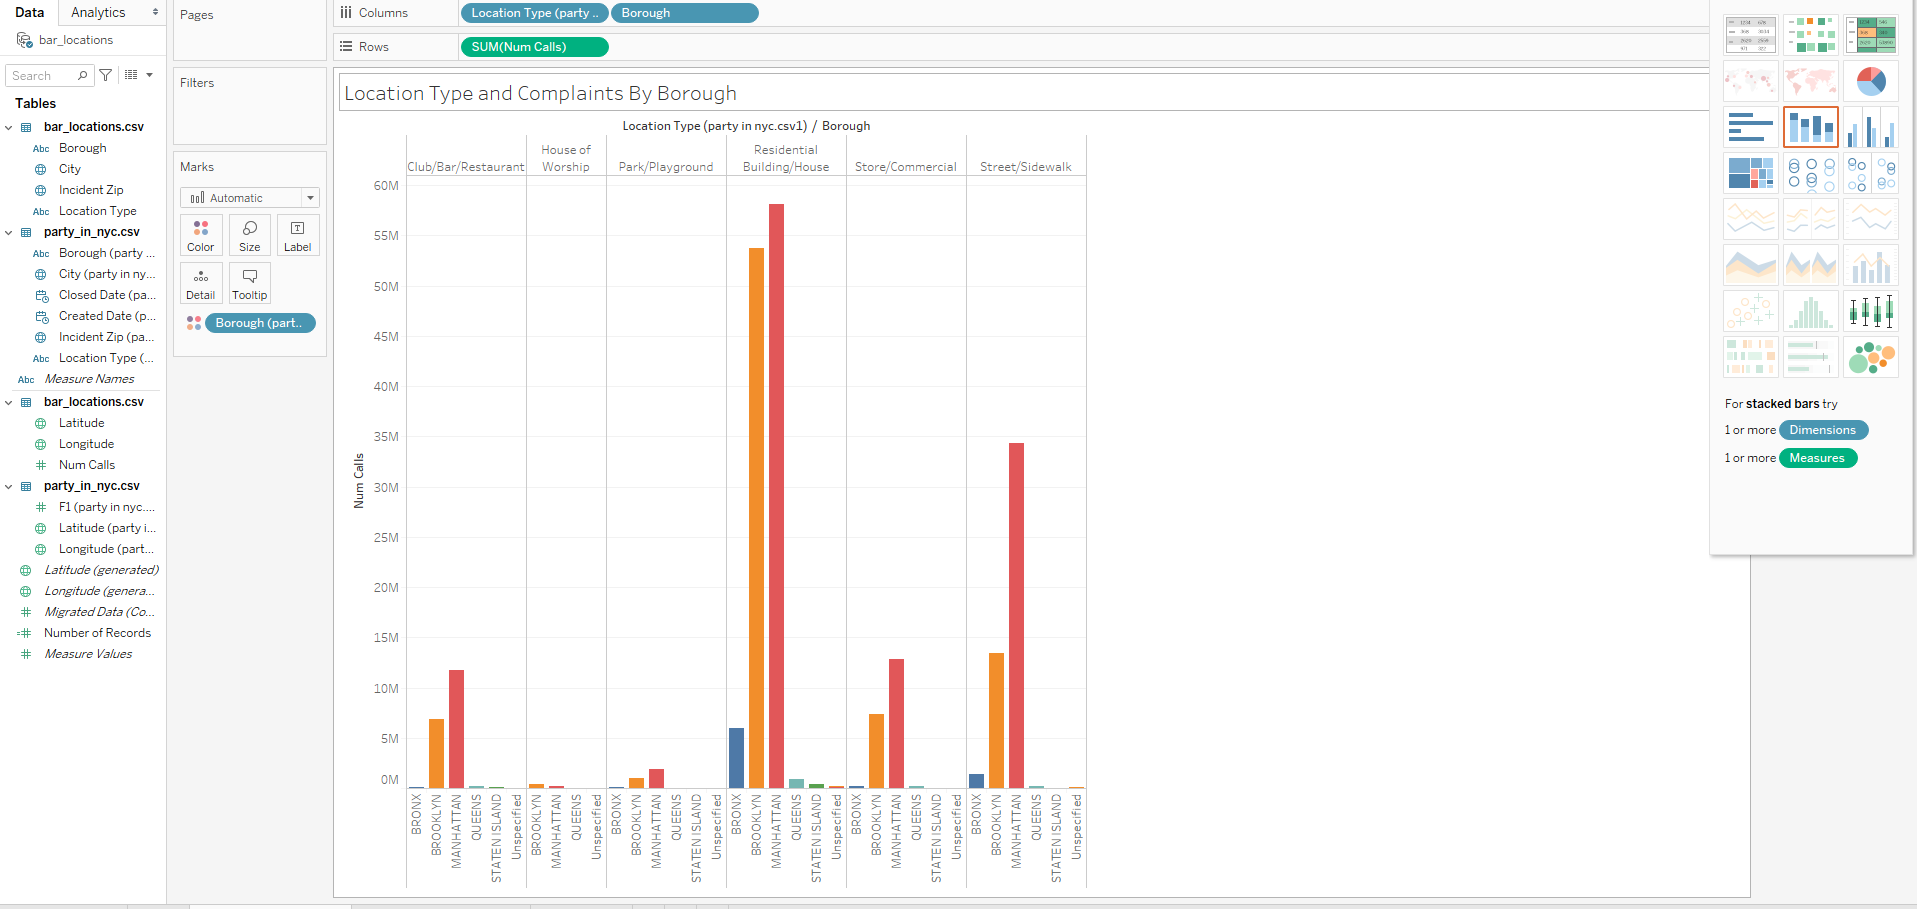 Data
Analytics
bar_locations
Search
Tables
bar_locations.csv
Abc Borough
City
Incident Zip
Abc Location Type
party_in_nyc.csv
Abc Borough (party ...
City (party in ny...
Closed Date (pa...
Created Date (p...
Incident Zip (pa...
Abc Location Type (...
Abc Measure Names
bar_locations.csv
Latitude
Longitude
# Num Calls
party_in_nyc.csv
# F1 (party in nyc....
Latitude (party i...
Longitude (part...
Latitude (generated)
Longitude (genera...
# Migrated Data (Co...
=# Number of Records
# Measure Values
Pages
Filters
Marks
Automatic
Color Size Label
Detail Tooltip
Borough (part..
Columns Location Type (party .. Borough
Rows SUM(Num Calls)
Location Type and Complaints By Borough
Location Type (party in nyc.csv1) / Borough
Club/Bar/Restaurant
House of
Worship
Park/Playground
Residential
Building/House
Store/Commercial
Street/Sidewalk
Num Calls
60M
55M
50M
45M
40M
35M
30M
25M
20M
15M
10M
5M
0M
BRONX
BROOKLYN
MANHATTAN
QUEENS
STATEN ISLAND
Unspecified
BROOKLYN
MANHATTAN
QUEENS
Unspecified
BRONX
BROOKLYN
MANHATTAN
QUEENS
STATEN ISLAND
Unspecified
BRONX
BROOKLYN
MANHATTAN
QUEENS
STATEN ISLAND
Unspecified
BRONX
BROOKLYN
MANHATTAN
QUEENS
STATEN ISLAND
Unspecified
BRONX
BROOKLYN
MANHATTAN
QUEENS
STATEN ISLAND
Unspecified
For stacked bars try
1 or more Dimensions
1 or more Measures